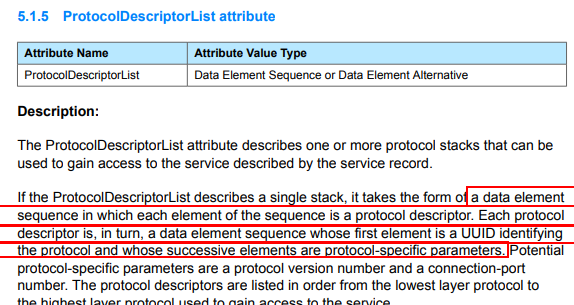 5.1.5 ProtocolDescriptorList attribute
Attribute Name Attribute Value Type
ProtocolDescriptorList Data Element Sequence or Data Element Alternative
Description:
The ProtocolDescriptorList attribute describes one or more protocol stacks that can be
used to gain access to the service described by the service record.
If the ProtocolDescriptorList describes a single stack, it takes the form of a data element
sequence in which each element of the sequence is a protocol descriptor. Each protocol
descriptor is, in turn, a data element sequence whose first element is a UUID identifying
the protocol and whose successive elements are protocol-specific parameters. Potential
protocol-specific parameters are a protocol version number and a connection-port
number. The protocol descriptors are listed in order from the lowest layer protocol to
the highest layer protocol used to gain access to the service.